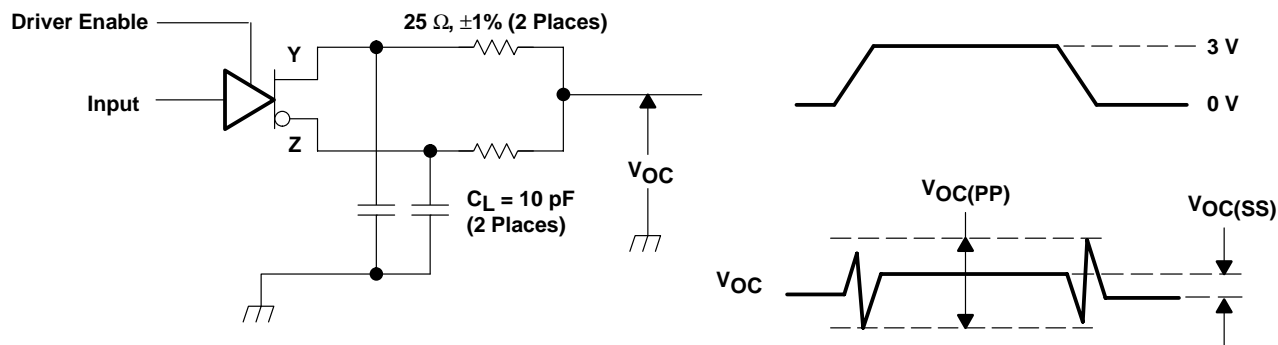 Driver Enable
25 Ω, ±1% (2 Places)
Y
Input
Z
VOC
CL = 10 pF
(2 Places)
3 V
0 V
VOC(PP)
VOC(SS)
VOC